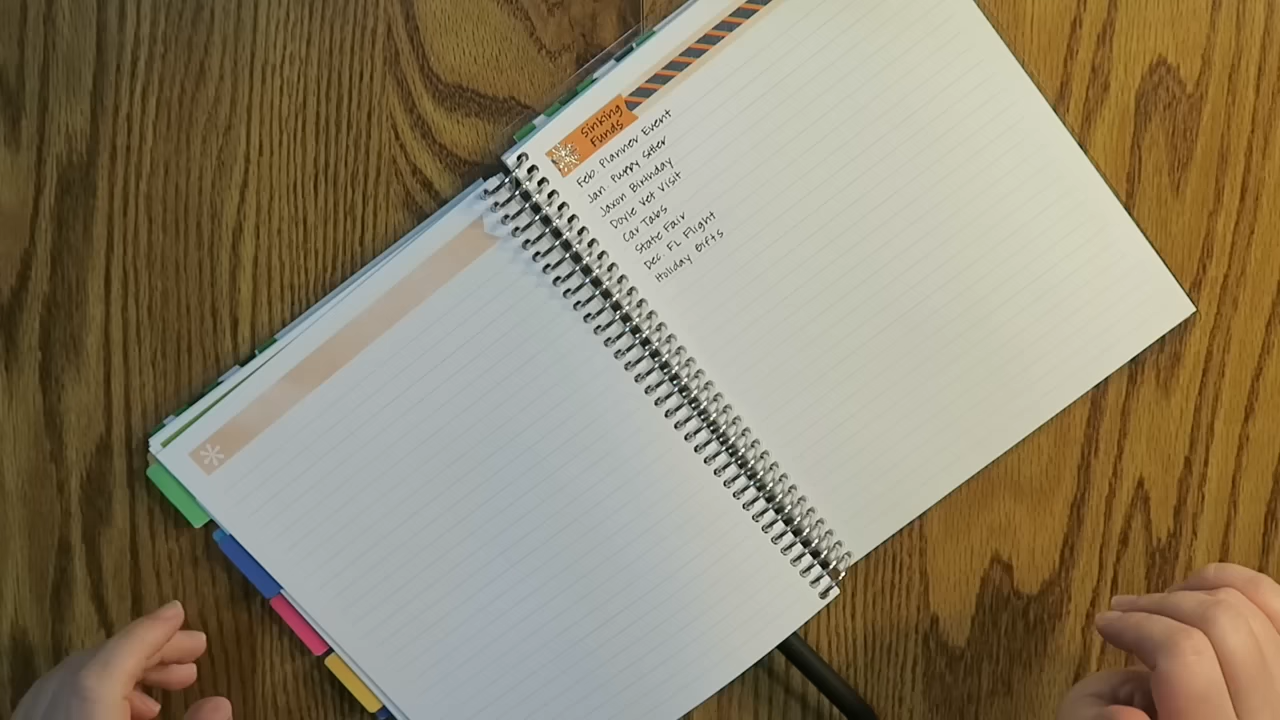 Sinking
Funds
Feb. Planner Event
Jan. Puppy Sitter
Jaxon Birthday
Doyle Vet Visit
Car Tabs
State Fair
Dec. FL Flight
Holiday Gifts